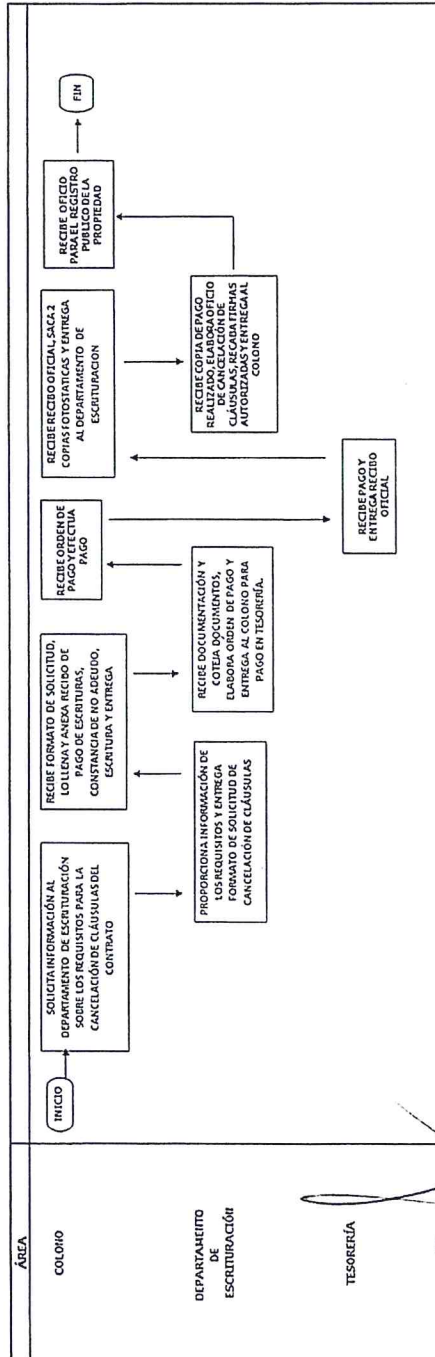 ÁREA
COLONO
INICIO
SOLICITA INFORMACIÓN AL
DEPARTAMENTO DE ESCRITURACIÓN
SOBRE LOS REQUISITOS PARA LA
CANCELACIÓN DE CLÁUSULAS DEL
CONTRATO
RECIBE FORMATO DE SOLICITUD,
LO LLENA Y ANEXA RECIBO DE
PAGO DE ESCRITURAS,
CONSTANCIA DE NO ADEUDO,
ESCRITURA Y ENTREGA
RECIBE ORDEN DE
PAGO Y EFECTUA
PAGO
RECIBE RECIBO OFICIAL, SACA 2
COPIAS FOTOSTATICAS Y ENTREGA
AL DEPARTAMENTO DE
ESCRITURACION
RECIBE OFICIO
PARA EL REGISTRO
PUBLICO DE LA
PROPIEDAD
FIN
DEPARTAMENTO
DE
ESCRITURACIÓN
PROPORCIONA INFORMACIÓN DE
LOS REQUISITOS Y ENTREGA
FORMATO DE SOLICITUD DE
CANCELACIÓN DE CLÁUSULAS
RECIBE DOCUMENTACIÓN Y
COTEJA DOCUMENTOS,
ELABORA ORDEN DE PAGO Y
ENTREGA AL COLONO PARA
PAGO EN TESORERÍA.
RECIBE COPIA DE PAGO
REALIZADO, ELABORA OFICIO
DE CANCELACIÓN DE
CLÁUSULAS, RECABA FIRMAS
AUTORIZADAS Y ENTREGA AL
COLONO
TESORERÍA
RECIBE PAGO Y
ENTREGA RECIBO
OFICIAL